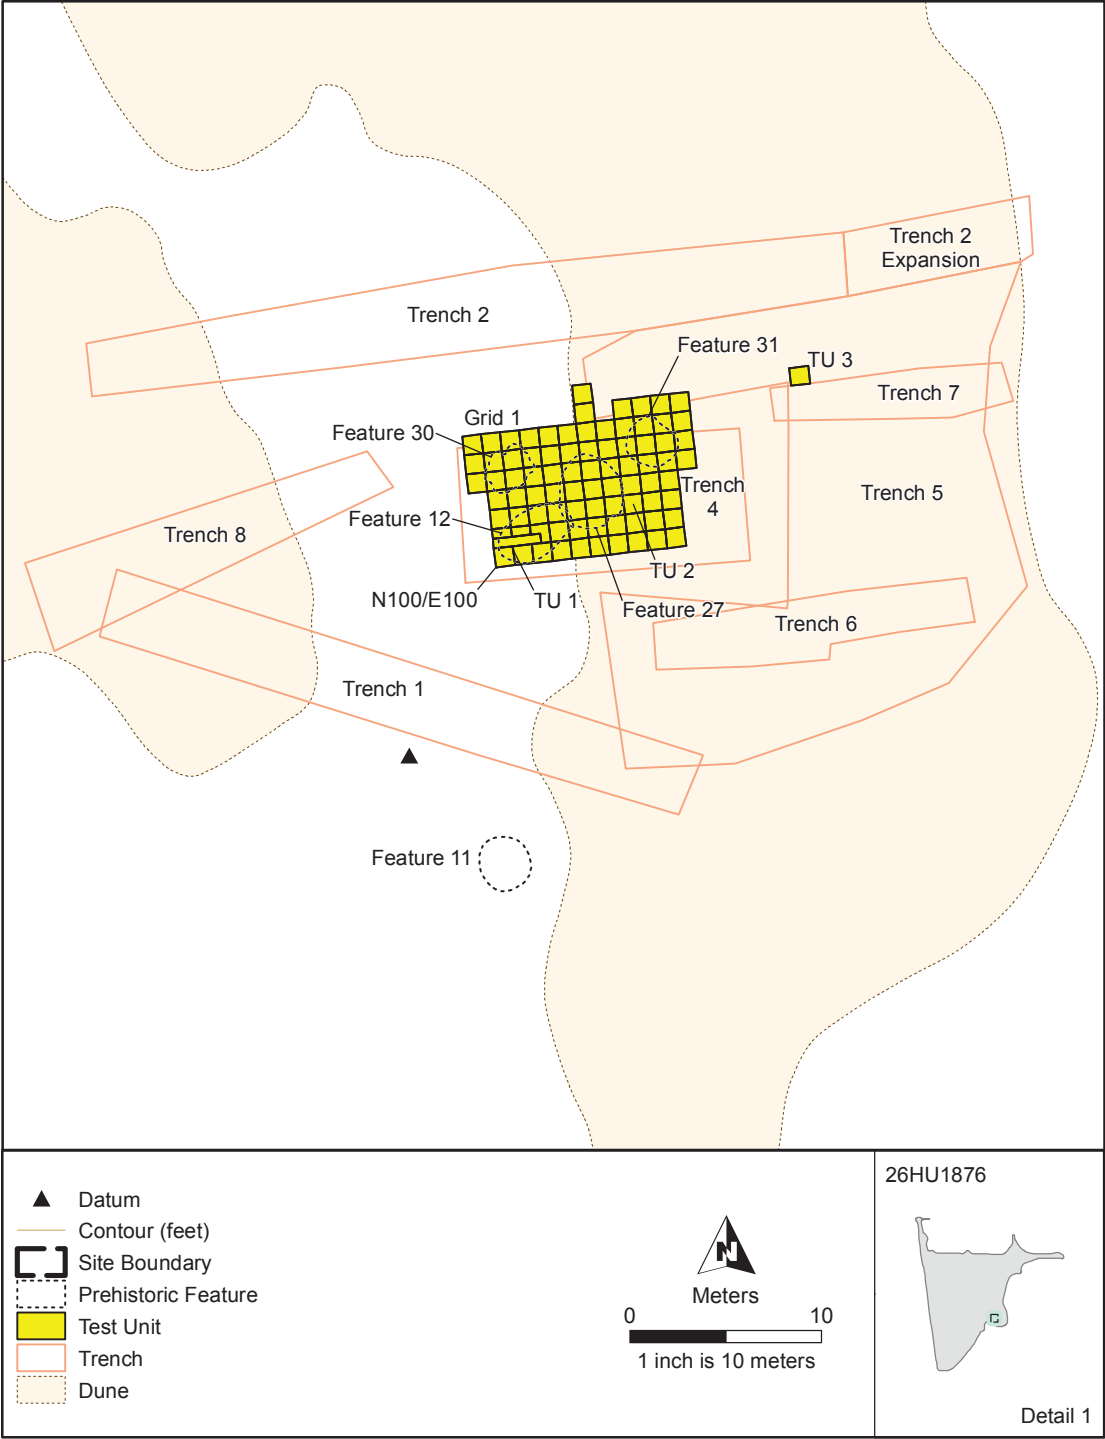 Trench 2
Expansion
Trench 2
Feature 31
TU 3
Trench 7
Grid 1
Feature 30
Trench
4
Trench 5
Feature 12
Trench 8
TU 2
N100/E100
TU 1
Feature 27
Trench 6
Trench 1
Feature 11
Datum
Contour (feet)
Site Boundary
Prehistoric Feature
Test Unit
Trench
Dune
N
Meters
0 10
1 inch is 10 meters
26HU1876
Detail 1